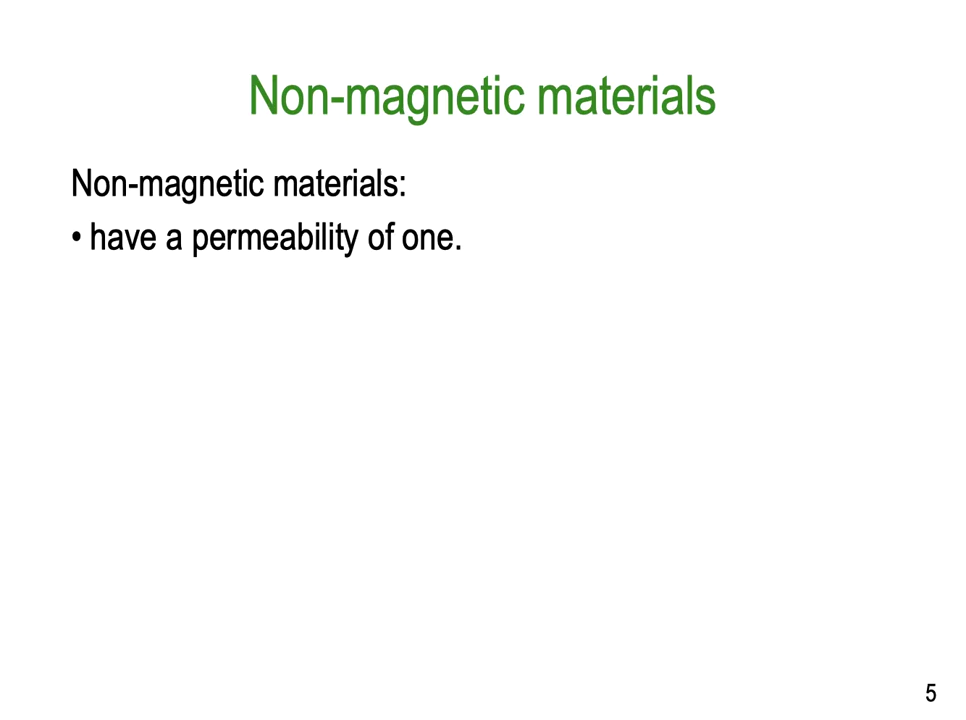 Non-magnetic materials
Non-magnetic materials:
• have a permeability of one.
5